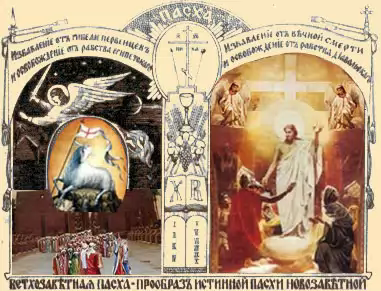 ПАСХА
Избавленіе отъ гибели первенцевъ
и освобожденіе отъ рабства египетскаго
Избавленіе отъ вѣчной смерти
и освобожденіе отъ рабства діавольскаго
ХВ
ВЕТХОЗАВѢТНАЯ ПАСХА-ПРООБРАЗЪ ИСТИННОЙ ПАСХИ НОВОЗАВѢТНОЙ